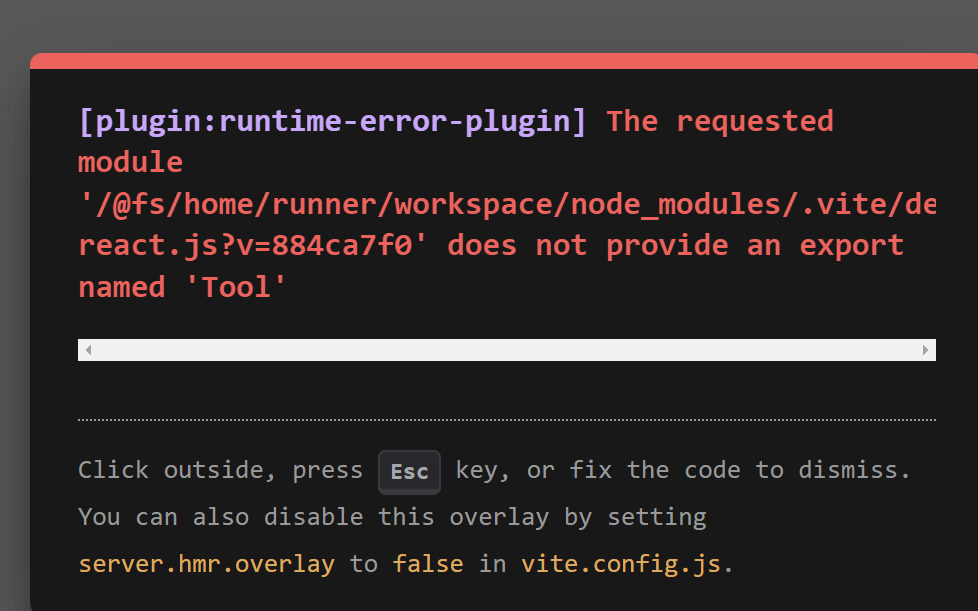 [plugin:runtime-error-plugin] The requested
module
'/@fs/home/runner/workspace/node_modules/.vite/de
react.js?v=884ca7f0' does not provide an export
named 'Tool'
Click outside, press Esc key, or fix the code to dismiss.
You can also disable this overlay by setting
server.hmr.overlay to false in vite.config.js.